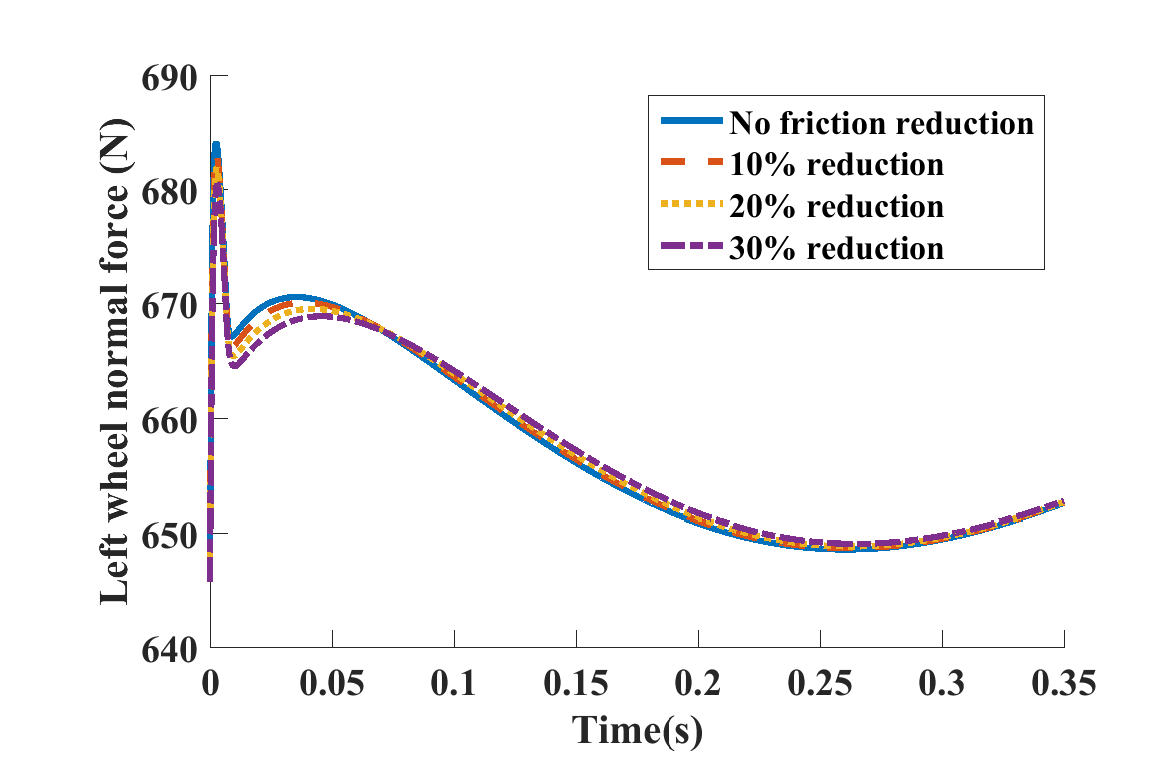 Left wheel normal force (N)
690
680
670
660
650
640
0
0.05
0.1
0.15
0.2
0.25
0.3
0.35
Time(s)
No friction reduction
10% reduction
20% reduction
30% reduction